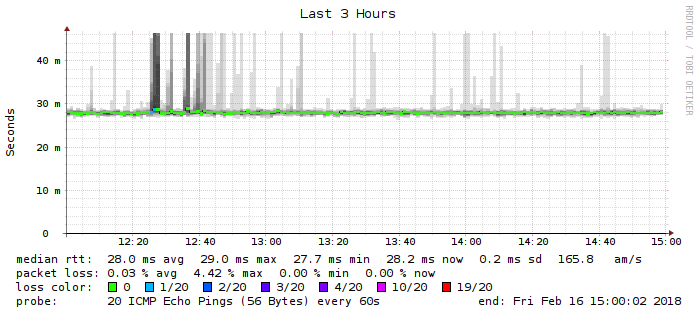 Last 3 Hours
RRDTOOL / TOBI OETIKER
Seconds
40 m
30 m
20 m
10 m
0
12:20 12:40 13:00 13:20 13:40 14:00 14:20 14:40 15:00
median rtt: 28.0 ms avg 29.0 ms max 27.7 ms min 28.2 ms now 0.2 ms sd 165.8 am/s
packet loss: 0.03 % avg 4.42 % max 0.00 % min 0.00 % now
loss color: 0 1/20 2/20 3/20 4/20 10/20 19/20
probe: 20 ICMP Echo Pings (56 Bytes) every 60s end: Fri Feb 16 15:00:02 2018